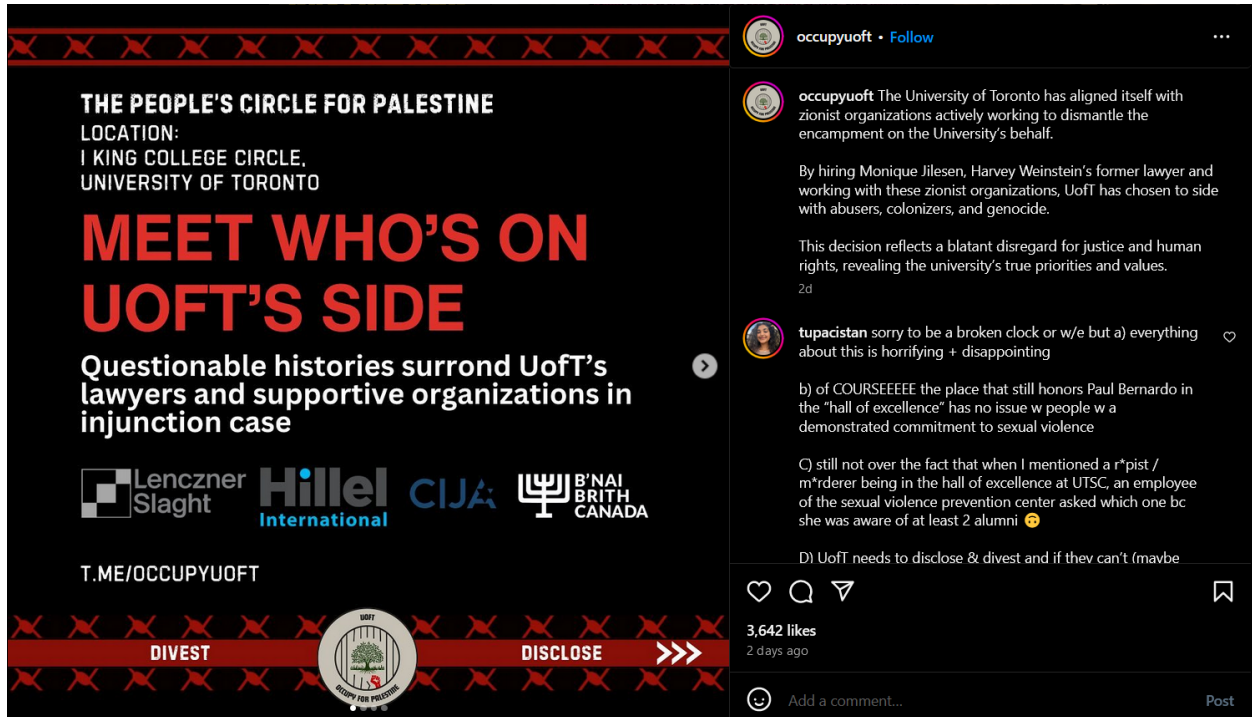 THE PEOPLE'S CIRCLE FOR PALESTINE
LOCATION:
1 KING COLLEGE CIRCLE,
UNIVERSITY OF TORONTO
MEET WHO'S ON
UOFT'S SIDE
Questionable histories surrond UofT's
lawyers and supportive organizations in
injunction case
Lenczner
Slaght
Hillel
International
CIJA
B'NAI
BRITH
CANADA
T.ME/OCCUPYUOFT
DIVEST
UOFT
OCCUPY FOR PALESTINE
DISCLOSE
occupyuoft • Follow
occupyuoft The University of Toronto has aligned itself with
zionist organizations actively working to dismantle the
encampment on the University's behalf.
By hiring Monique Jilesen, Harvey Weinstein's former lawyer and
working with these zionist organizations, UofT has chosen to side
with abusers, colonizers, and genocide.
This decision reflects a blatant disregard for justice and human
rights, revealing the university's true priorities and values.
2d
tupacistan sorry to be a broken clock or w/e but a) everything
about this is horrifying + disappointing
b) of COURSEEEEE the place that still honors Paul Bernardo in
the "hall of excellence" has no issue w people w a
demonstrated commitment to sexual violence
C) still not over the fact that when I mentioned a r*pist /
m*rderer being in the hall of excellence at UTSC, an employee
of the sexual violence prevention center asked which one bc
she was aware of at least 2 alumni 🙃
D) UofT needs to disclose & divest and if they can't (maybe
3,642 likes
2 days ago
Add a comment...
Post